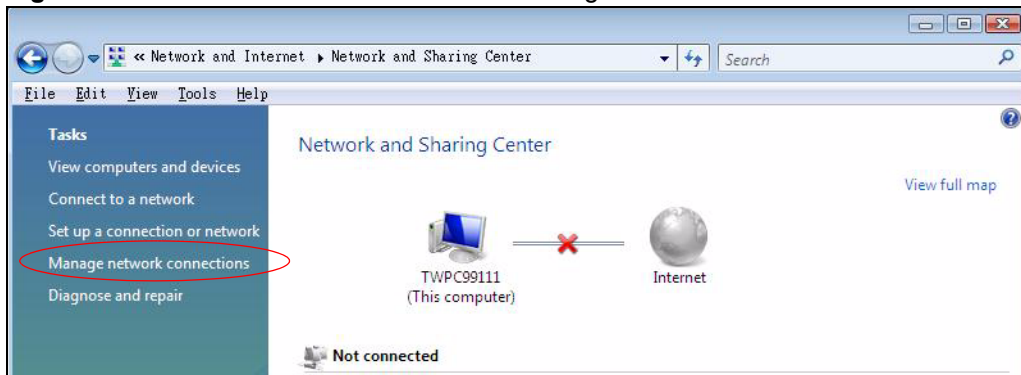 « Network and Internet ▸ Network and Sharing Center
Search
File Edit View Tools Help
Tasks
View computers and devices
Connect to a network
Set up a connection or network
Manage network connections
Diagnose and repair
Network and Sharing Center
View full map
TWPC99111
(This computer)
Internet
Not connected